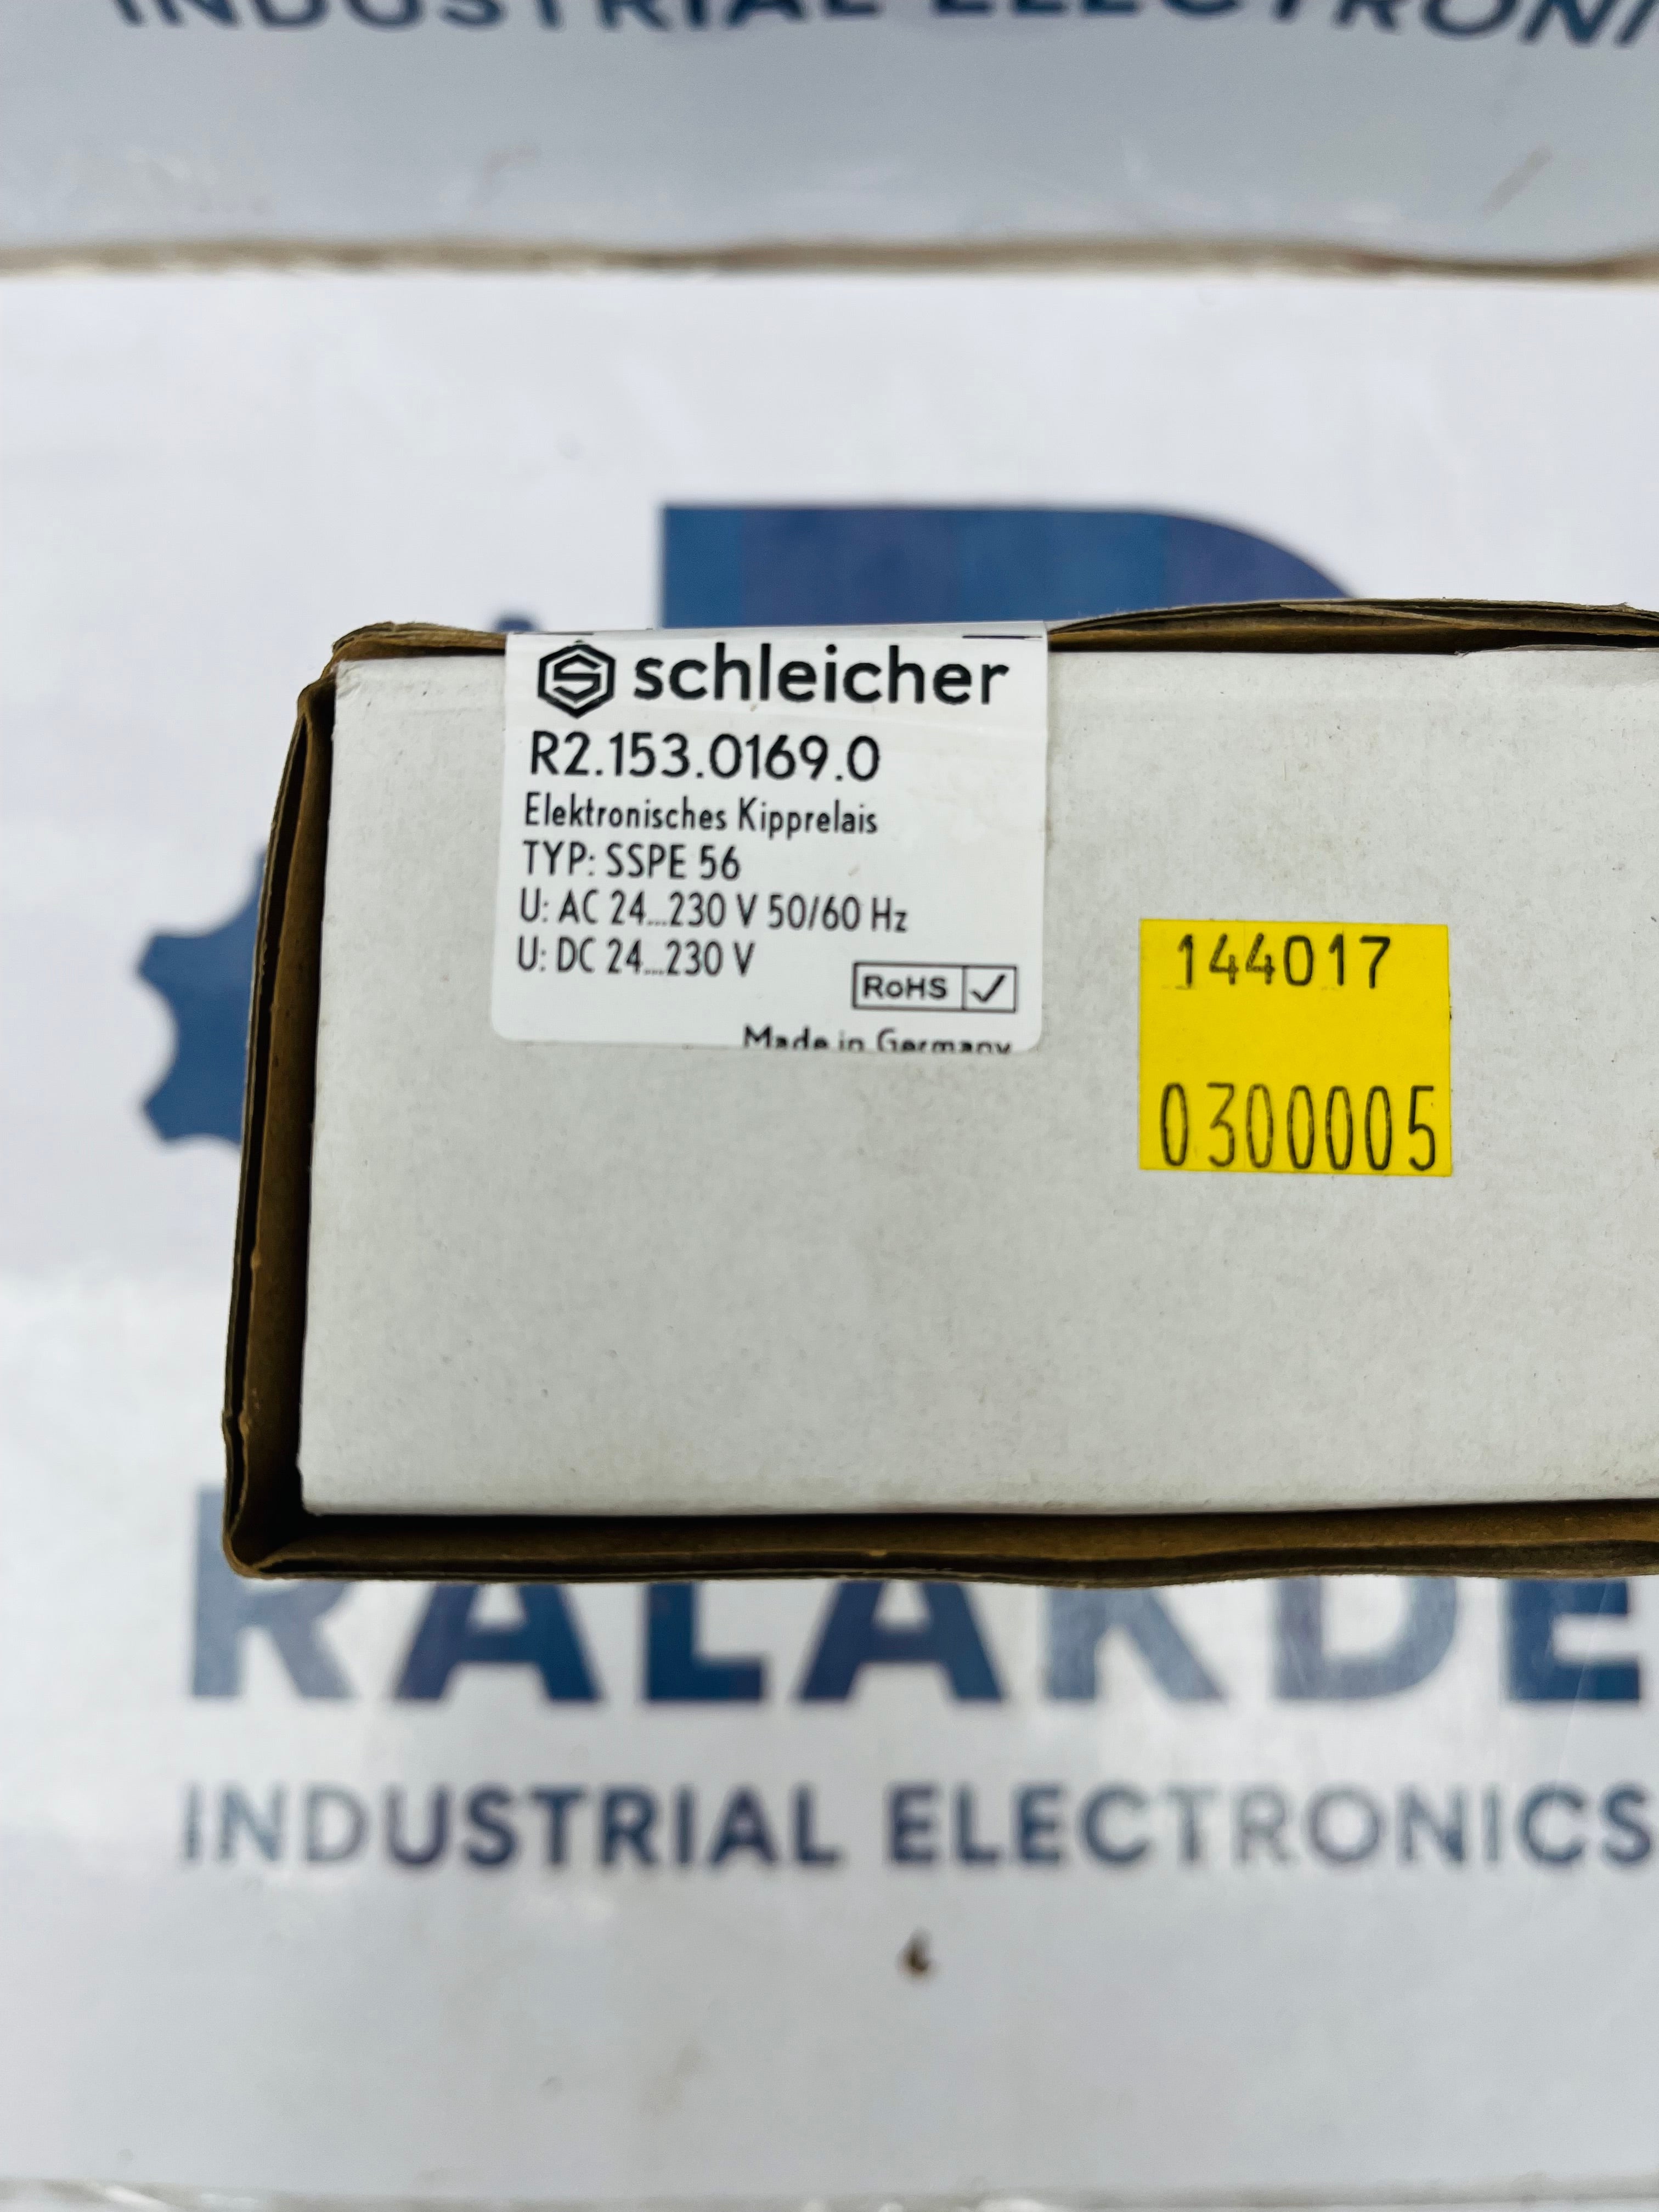 INDUSTRIAL ELECTRONI
schleicher
R2.153.0169.0
Elektronisches Kipprelais
TYP: SSPE 56
U: AC 24...230 V 50/60 Hz
U: DC 24....230 V
RoHS ✓
Made in Germany
144017
0300005
RALAKDE
INDUSTRIAL ELECTRONICS